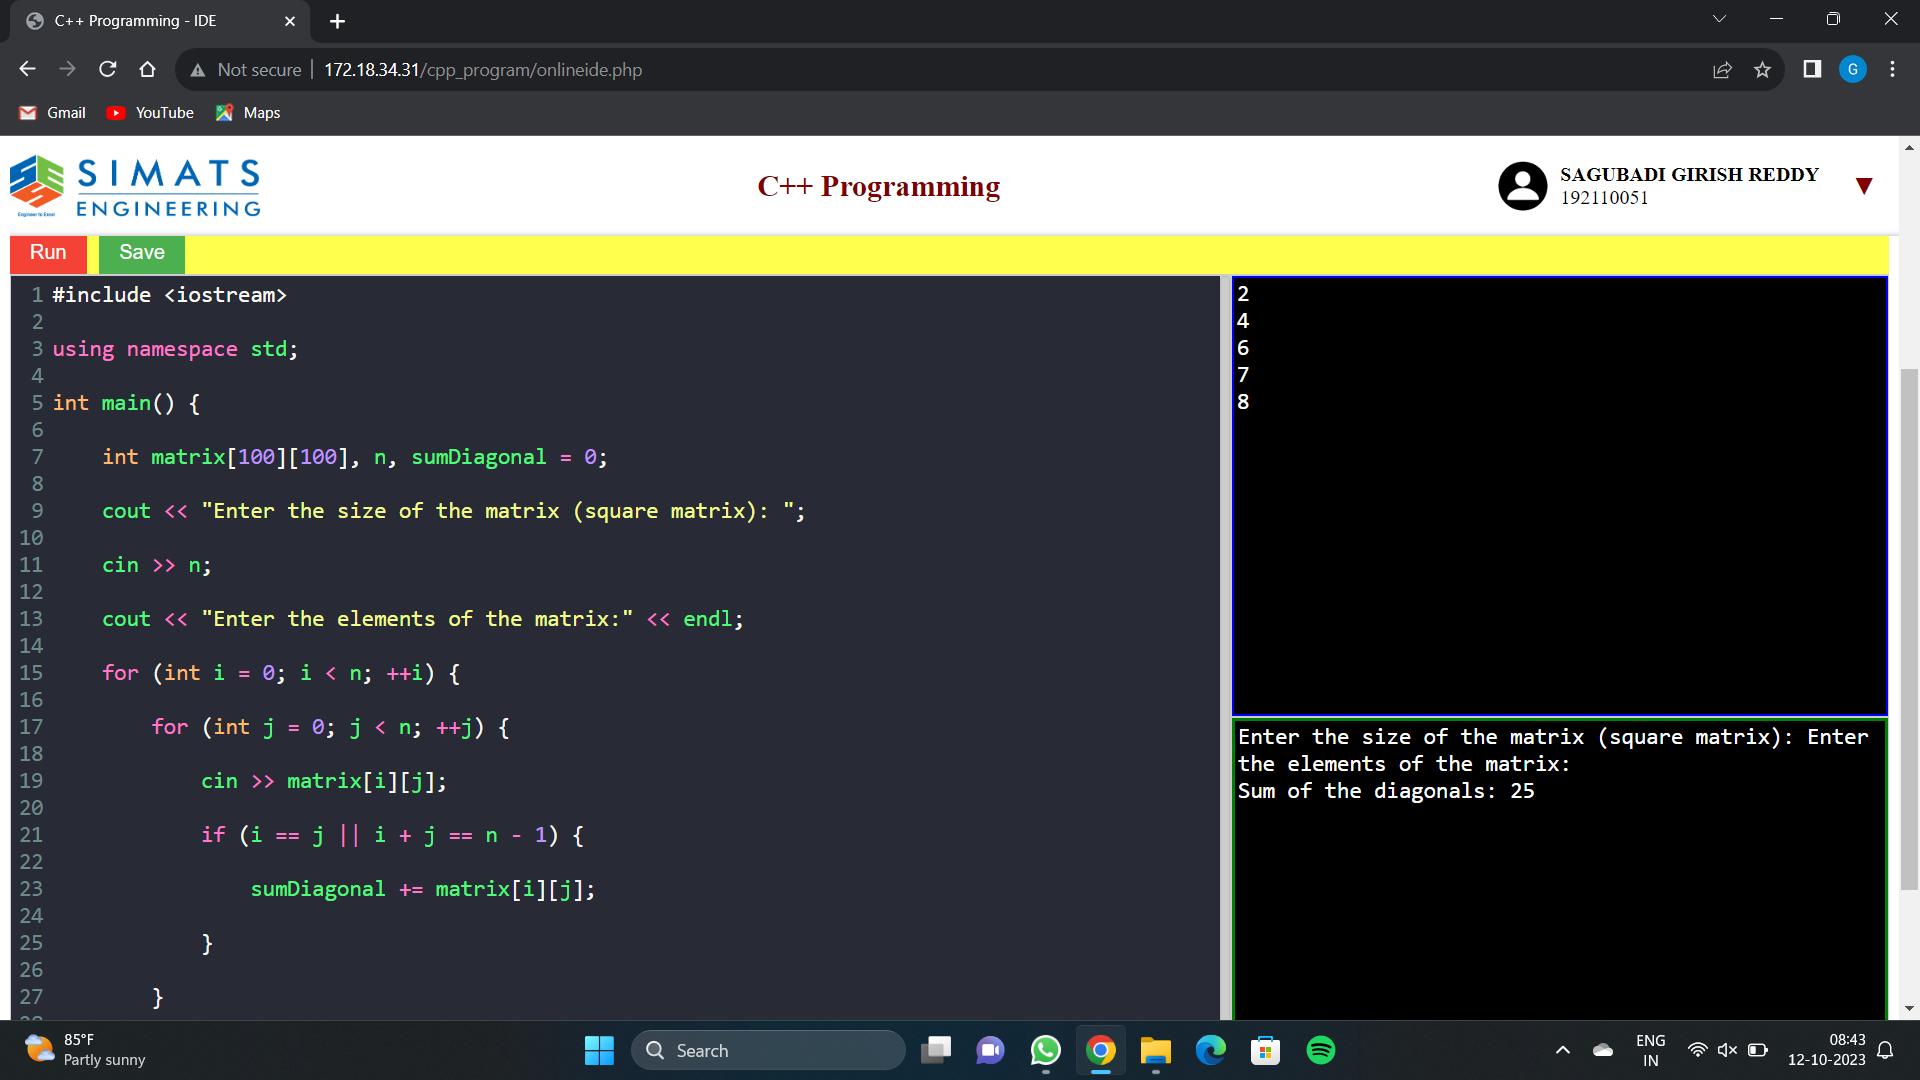 C++ Programming - IDE
Not secure
172.18.34.31/cpp_program/onlineide.php
G
Gmail
YouTube
Maps
SIMATS
ENGINEERING
Engineer to Excel
C++ Programming
SAGUBADI GIRISH REDDY
192110051
Run
Save
1 #include <iostream>
2
3 using namespace std;
4
5 int main() {
6
7     int matrix[100][100], n, sumDiagonal = 0;
8
9     cout << "Enter the size of the matrix (square matrix): ";
10
11     cin >> n;
12
13     cout << "Enter the elements of the matrix:" << endl;
14
15     for (int i = 0; i < n; ++i) {
16
17         for (int j = 0; j < n; ++j) {
18
19             cin >> matrix[i][j];
20
21             if (i == j || i + j == n - 1) {
22
23                 sumDiagonal += matrix[i][j];
24
25             }
26
27         }
28
2
4
6
7
8
Enter the size of the matrix (square matrix): Enter
the elements of the matrix:
Sum of the diagonals: 25
85°F
Partly sunny
Search
ENG
IN
08:43
12-10-2023